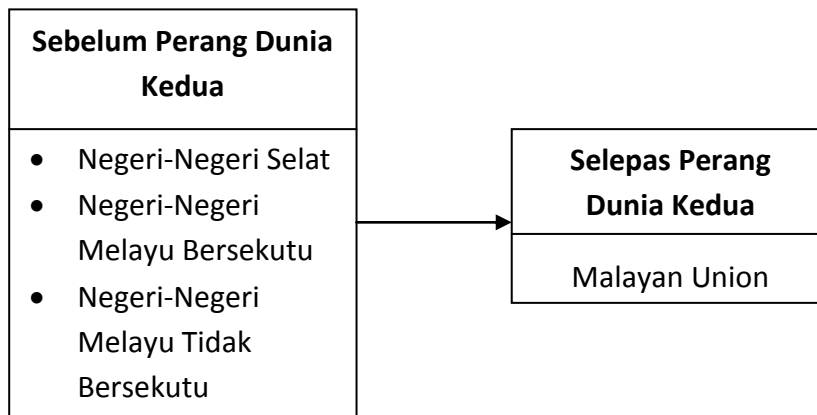 Sebelum Perang Dunia
Kedua
• Negeri-Negeri Selat
• Negeri-Negeri
Melayu Bersekutu
• Negeri-Negeri
Melayu Tidak
Bersekutu
Selepas Perang
Dunia Kedua
Malayan Union